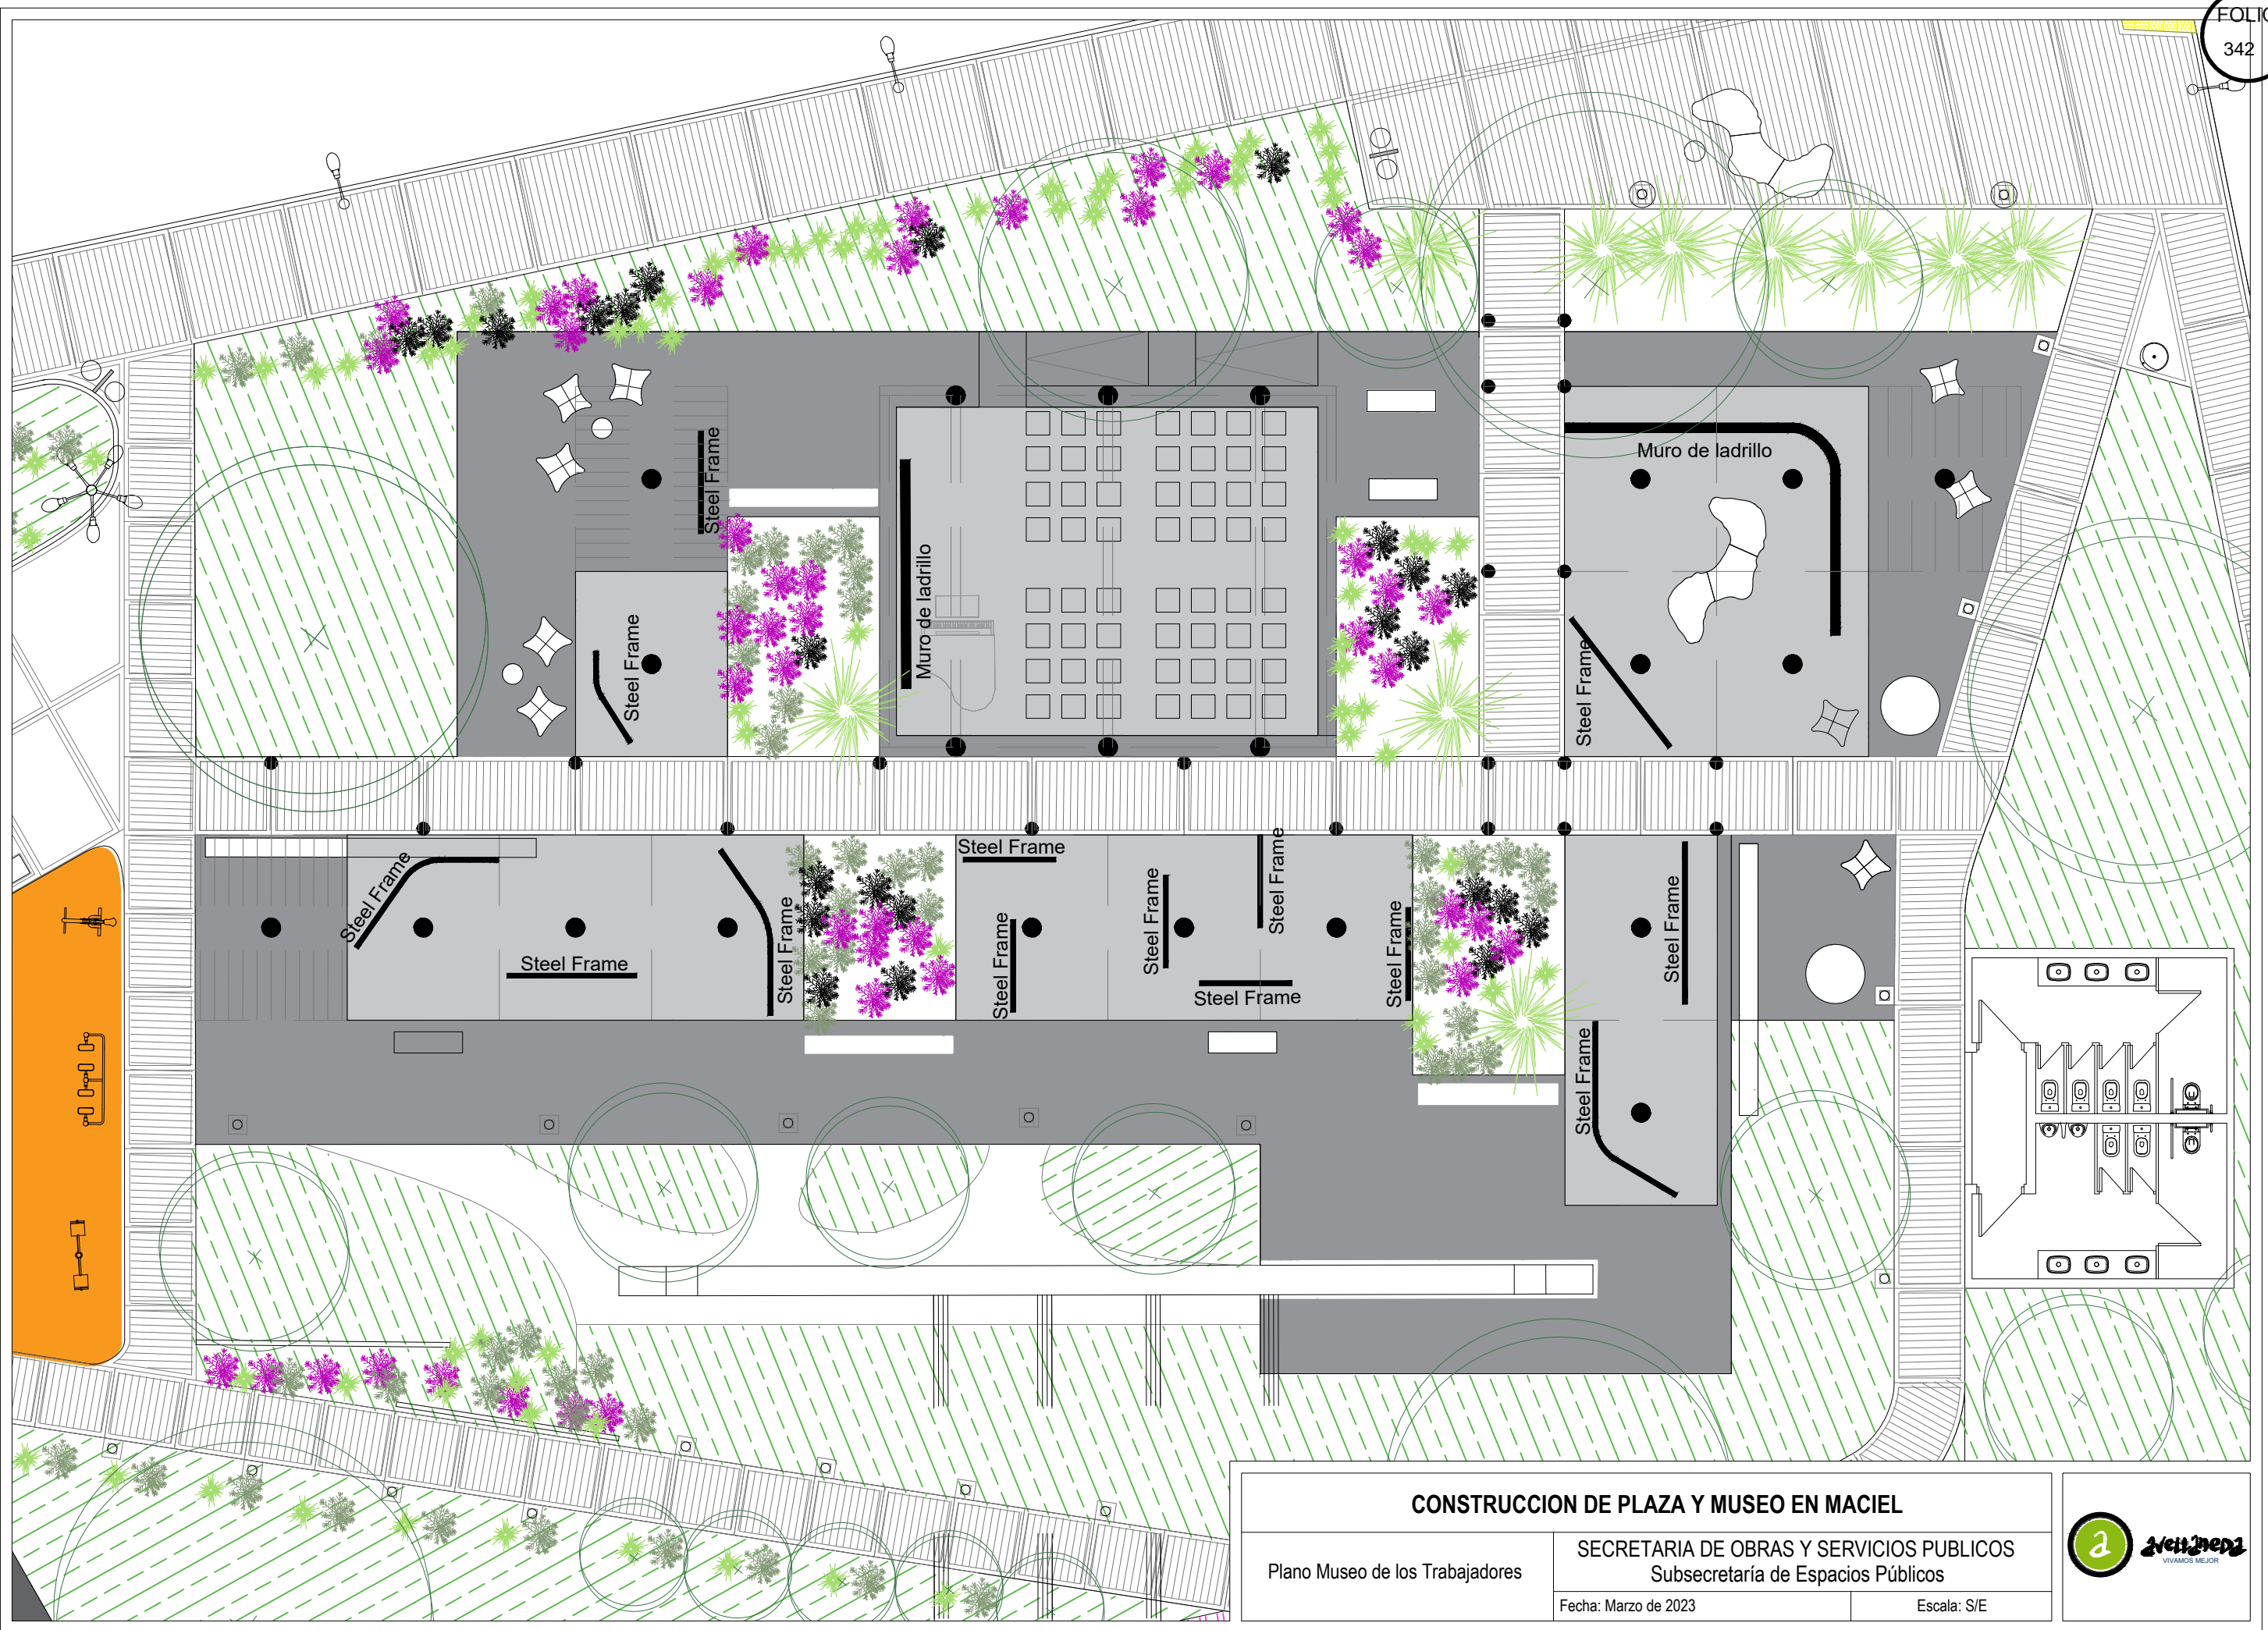 FOLIO
342
Muro de ladrillo
Steel Frame
Muro de ladrillo
Steel Frame
Steel Frame
Steel Frame
Steel Frame
Steel Frame
Steel Frame
Steel Frame
Steel Frame
Steel Frame
Steel Frame
Steel Frame
Steel Frame
Steel Frame
Steel Frame
CONSTRUCCION DE PLAZA Y MUSEO EN MACIEL
Plano Museo de los Trabajadores
SECRETARIA DE OBRAS Y SERVICIOS PUBLICOS
Subsecretaría de Espacios Públicos
Fecha: Marzo de 2023
Escala: S/E
a
avellaneda
VIVAMOS MEJOR